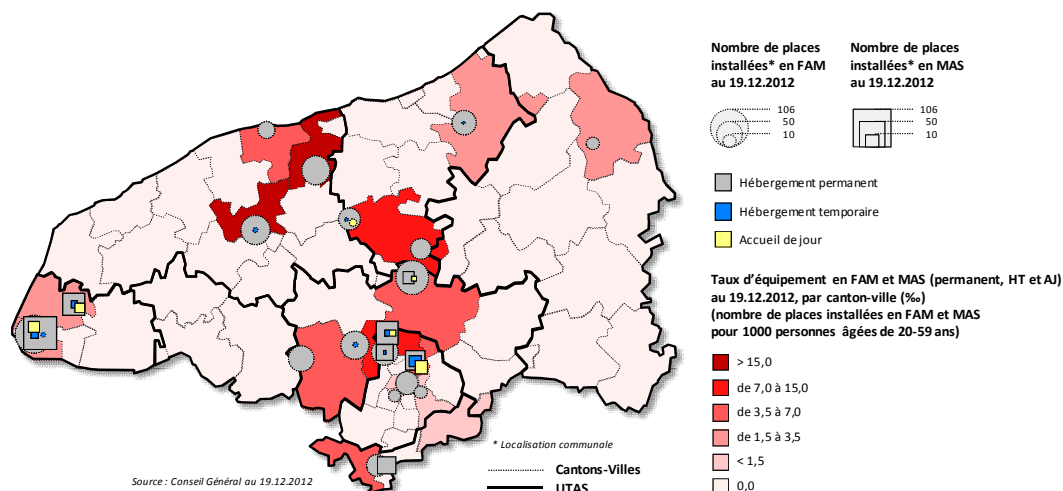 Nombre de places
installées* en FAM
au 19.12.2012
106
50
10
Nombre de places
installées* en MAS
au 19.12.2012
106
50
10
Hébergement permanent
Hébergement temporaire
Accueil de jour
Taux d'équipement en FAM et MAS (permanent, HT et AJ)
au 19.12.2012, par canton-ville (‰)
(nombre de places installées en FAM et MAS
pour 1000 personnes âgées de 20-59 ans)
> 15,0
de 7,0 à 15,0
de 3,5 à 7,0
de 1,5 à 3,5
< 1,5
0,0
* Localisation communale
Cantons-Villes
UTAS
Source : Conseil Général au 19.12.2012